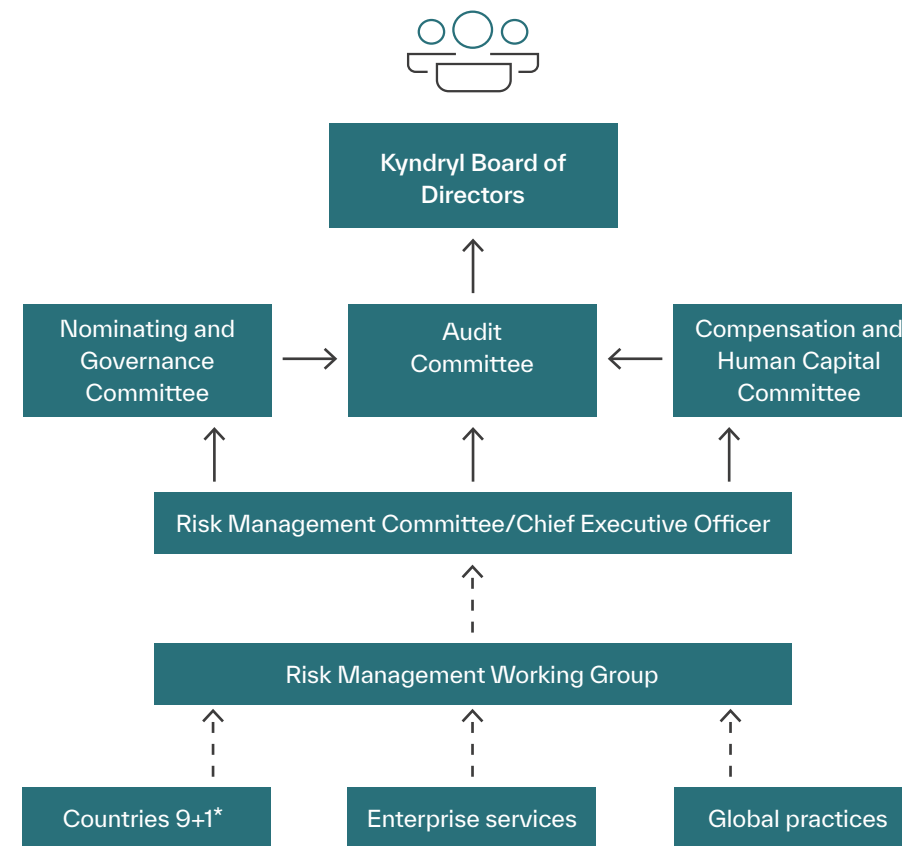 Kyndryl Board of
Directors
Nominating and
Governance
Committee
Audit
Committee
Compensation and
Human Capital
Committee
Risk Management Committee/Chief Executive Officer
Risk Management Working Group
Countries 9+1*
Enterprise services
Global practices